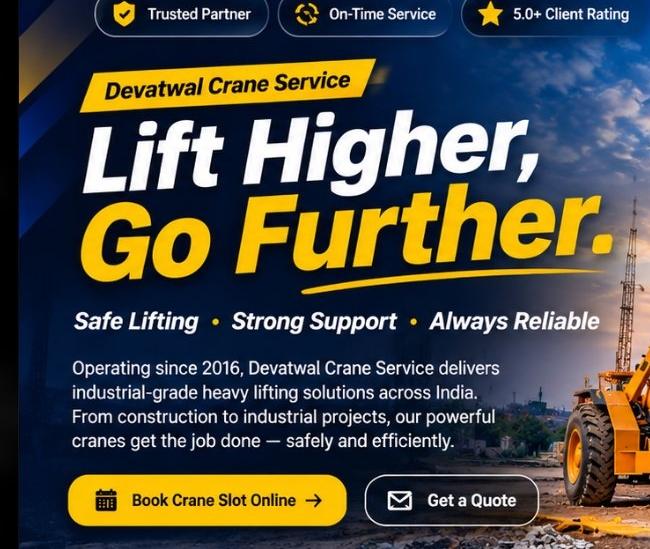 Trusted Partner
On-Time Service
5.0+ Client Rating
Devatwal Crane Service
Lift Higher,
Go Further.
Safe Lifting • Strong Support • Always Reliable
Operating since 2016, Devatwal Crane Service delivers
industrial-grade heavy lifting solutions across India.
From construction to industrial projects, our powerful
cranes get the job done — safely and efficiently.
Book Crane Slot Online →
Get a Quote